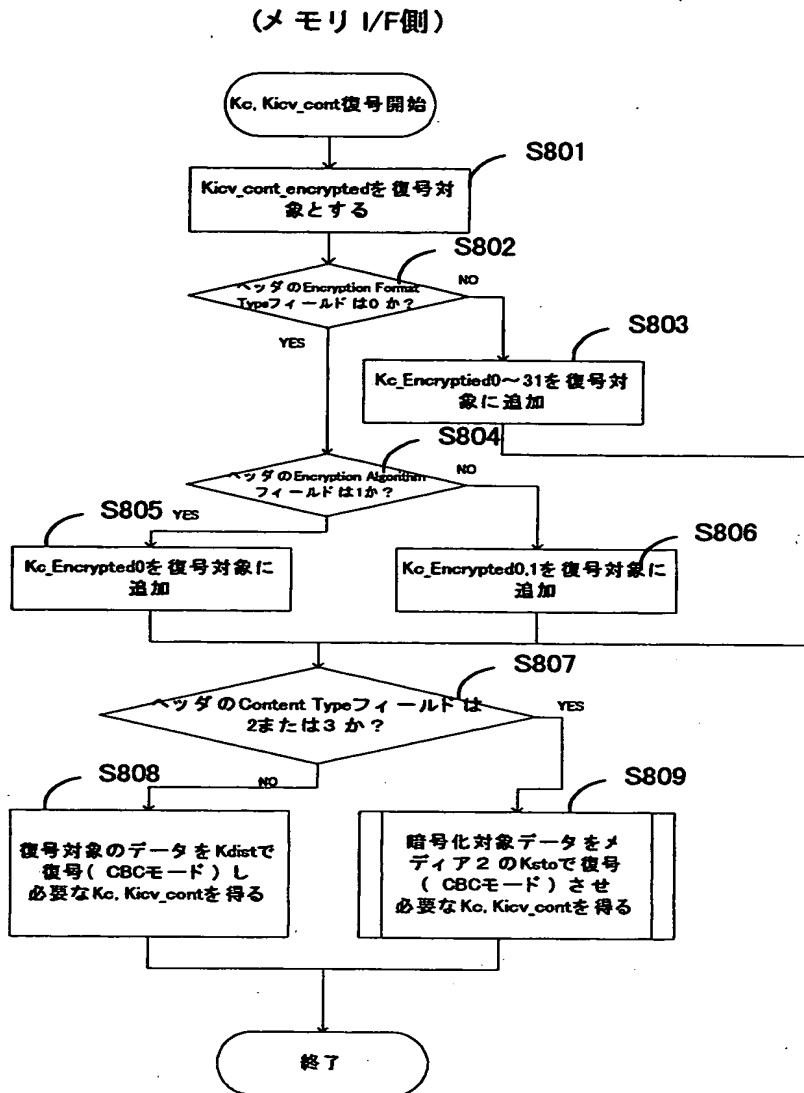 (メモリ I/F側)
Kc, Kicv_cont復号開始
S801
Kicv_cont_encryptedを復号対
象とする
S802
ヘッダのEncryption Format
Typeフィールドは0 か?
NO
YES
S803
Kc_Encryptied0~31を復号対
象に追加
S804
ヘッダのEncryption Algorithm
フィールドは1か?
NO
S805
YES
Kc_Encrypted0を復号対象に
追加
S806
Kc_Encrypted0,1を復号対象に
追加
S807
ヘッダのContent Typeフィールドは
2または3 か?
YES
NO
S808
復号対象のデータをKdistで
復号( CBCモード)し
必要なKc, Kicv_contを得る
S809
暗号化対象データをメ
ディア2 のKstoで復号
( CBCモード)させ
必要なKc, Kicv_contを得る
終了